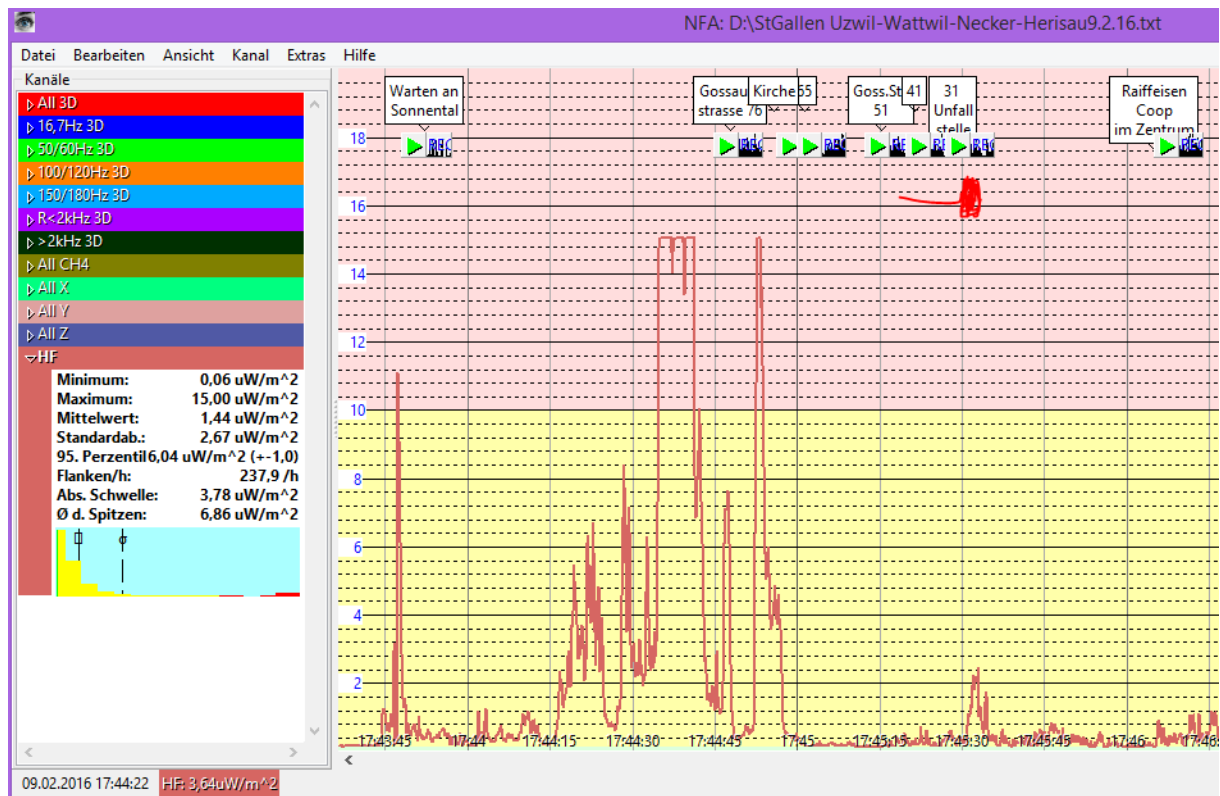 NFA: D:\StGallen Uzwil-Wattwil-Necker-Herisau9.2.16.txt
Datei Bearbeiten Ansicht Kanal Extras Hilfe
Kanäle
All 3D
16,7Hz 3D
50/60Hz 3D
100/120Hz 3D
150/180Hz 3D
R<2kHz 3D
>2kHz 3D
All CH4
All X
All Y
All Z
HF
Minimum: 0,06 uW/m^2
Maximum: 15,00 uW/m^2
Mittelwert: 1,44 uW/m^2
Standardab.: 2,67 uW/m^2
95. Perzentil 6,04 uW/m^2 (+-1,0)
Flanken/h: 237,9 /h
Abs. Schwelle: 3,78 uW/m^2
Ø d. Spitzen: 6,86 uW/m^2
σ
Warten an
Sonnental
Gossau
strasse 76
Kirche
55
Goss.St
51
41
31
Unfall
stelle
Raiffeisen
Coop
im Zentrum
18
16
14
12
10
8
6
4
2
17:43:45 17:44 17:44:15 17:44:30 17:44:45 17:45 17:45:15 17:45:30 17:45:45 17:46
09.02.2016 17:44:22 HF: 3,64uW/m^2